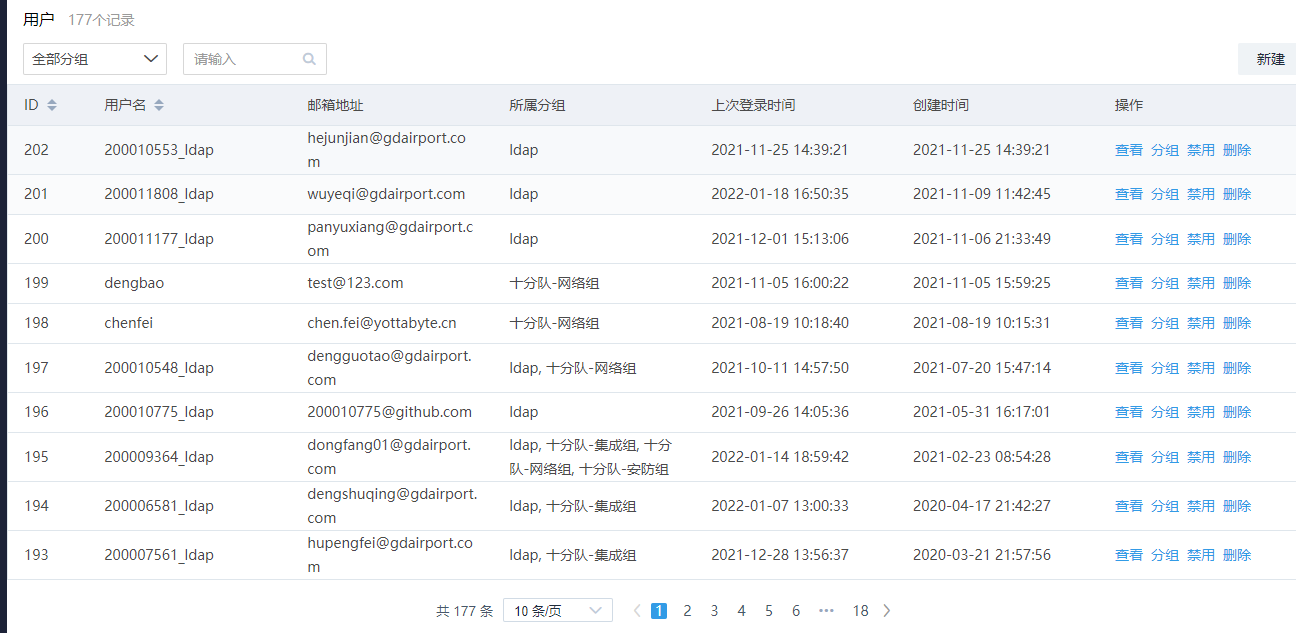 用户 177个记录
全部分组 请输入 新建
ID 用户名 邮箱地址 所属分组 上次登录时间 创建时间 操作
202 200010553_ldap hejunjian@gdairport.co ldap 2021-11-25 14:39:21 2021-11-25 14:39:21 查看 分组 禁用 删除
m
201 200011808_ldap wuyeqi@gdairport.com ldap 2022-01-18 16:50:35 2021-11-09 11:42:45 查看 分组 禁用 删除
200 200011177_ldap panyuxiang@gdairport.c ldap 2021-12-01 15:13:06 2021-11-06 21:33:49 查看 分组 禁用 删除
om
199 dengbao test@123.com 十分队-网络组 2021-11-05 16:00:22 2021-11-05 15:59:25 查看 分组 禁用 删除
198 chenfei chen.fei@yottabyte.cn 十分队-网络组 2021-08-19 10:18:40 2021-08-19 10:15:31 查看 分组 禁用 删除
197 200010548_ldap dengguotao@gdairport. ldap, 十分队-网络组 2021-10-11 14:57:50 2021-07-20 15:47:14 查看 分组 禁用 删除
com
196 200010775_ldap 200010775@github.com ldap 2021-09-26 14:05:36 2021-05-31 16:17:01 查看 分组 禁用 删除
195 200009364_ldap dongfang01@gdairport. ldap, 十分队-集成组, 十分 2022-01-14 18:59:42 2021-02-23 08:54:28 查看 分组 禁用 删除
com 队-网络组, 十分队-安防组
194 200006581_ldap dengshuqing@gdairport. ldap, 十分队-集成组 2022-01-07 13:00:33 2020-04-17 21:42:27 查看 分组 禁用 删除
com
193 200007561_ldap hupengfei@gdairport.co ldap, 十分队-集成组 2021-12-28 13:56:37 2020-03-21 21:57:56 查看 分组 禁用 删除
m
共 177 条 10 条/页 1 2 3 4 5 6 ••• 18